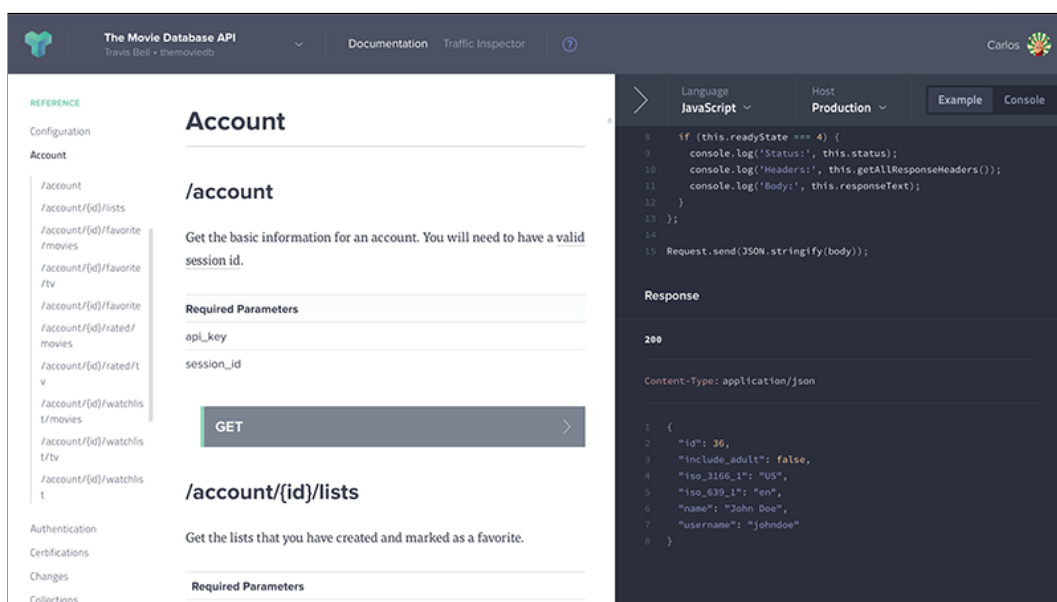 The Movie Database API
Travis Bell • themoviedb
Documentation
Traffic Inspector
?
Carlos
REFERENCE
Configuration
Account
/account
/account/{id}/lists
/account/{id}/favorite
/movies
/account/{id}/favorite
/tv
/account/{id}/favorite
/account/{id}/rated/
movies
/account/{id}/rated/t
v
/account/{id}/watchlis
t/movies
/account/{id}/watchlis
t/tv
/account/{id}/watchlis
t
Authentication
Certifications
Changes
Collections
Account
/account
Get the basic information for an account. You will need to have a valid
session id.
Required Parameters
api_key
session_id
GET
/account/{id}/lists
Get the lists that you have created and marked as a favorite.
Required Parameters
Language
JavaScript
Host
Production
Example
Console
8 if (this.readyState === 4) {
9 console.log('Status:', this.status);
10 console.log('Headers:', this.getAllResponseHeaders());
11 console.log('Body:', this.responseText);
12 }
13 };
14
15 Request.send(JSON.stringify(body));
Response
200
Content-Type: application/json
1 {
2 "id": 36,
3 "include_adult": false,
4 "iso_3166_1": "US",
5 "iso_639_1": "en",
6 "name": "John Doe",
7 "username": "johndoe"
8 }